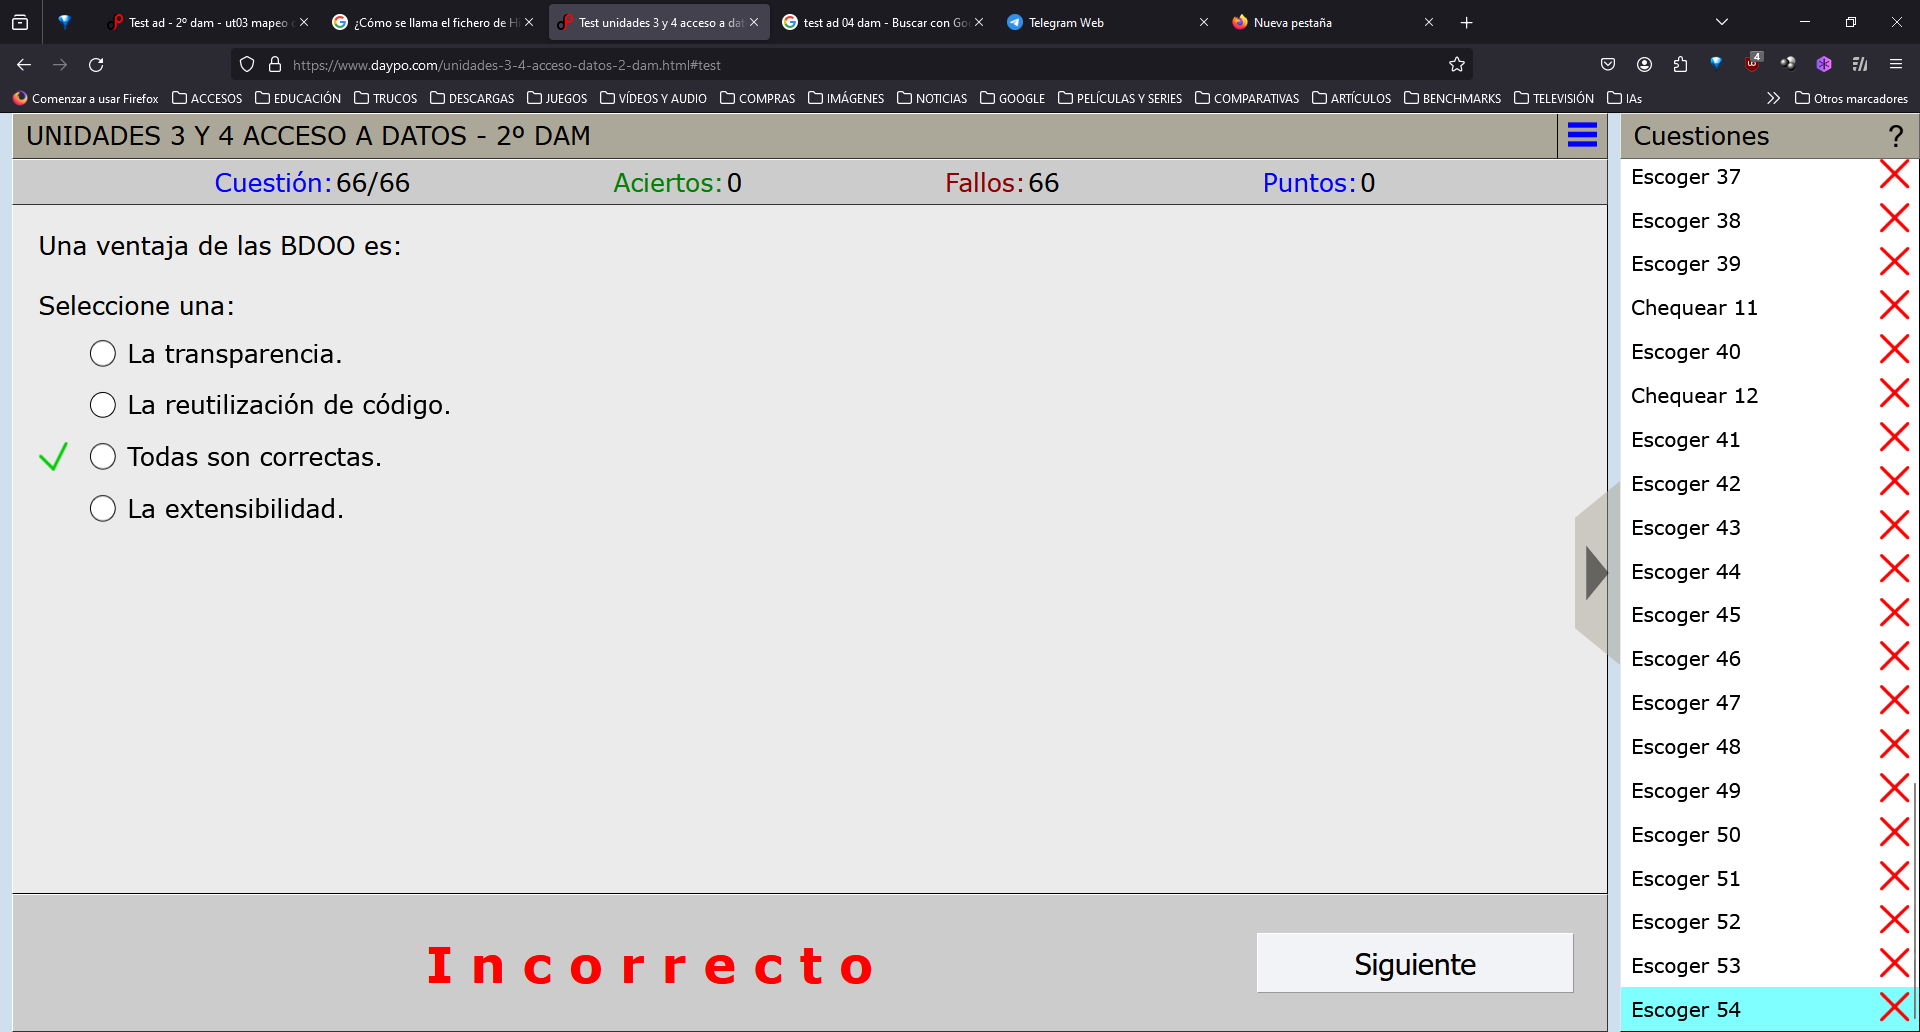 Test ad - 2º dam - ut03 mapeo
¿Cómo se llama el fichero de Hi
Test unidades 3 y 4 acceso a dat
test ad 04 dam - Buscar con Go
Telegram Web
Nueva pestaña
https://www.daypo.com/unidades-3-4-acceso-datos-2-dam.html#test
4
Comenzar a usar Firefox
ACCESOS
EDUCACIÓN
TRUCOS
DESCARGAS
JUEGOS
VÍDEOS Y AUDIO
COMPRAS
IMÁGENES
NOTICIAS
GOOGLE
PELÍCULAS Y SERIES
COMPARATIVAS
ARTÍCULOS
BENCHMARKS
TELEVISIÓN
IAs
Otros marcadores
UNIDADES 3 Y 4 ACCESO A DATOS - 2º DAM
Cuestión: 66/66
Aciertos: 0
Fallos: 66
Puntos: 0
Una ventaja de las BDOO es:
Seleccione una:
La transparencia.
La reutilización de código.
Todas son correctas.
La extensibilidad.
Incorrecto
Siguiente
Cuestiones ?
Escoger 37
Escoger 38
Escoger 39
Chequear 11
Escoger 40
Chequear 12
Escoger 41
Escoger 42
Escoger 43
Escoger 44
Escoger 45
Escoger 46
Escoger 47
Escoger 48
Escoger 49
Escoger 50
Escoger 51
Escoger 52
Escoger 53
Escoger 54